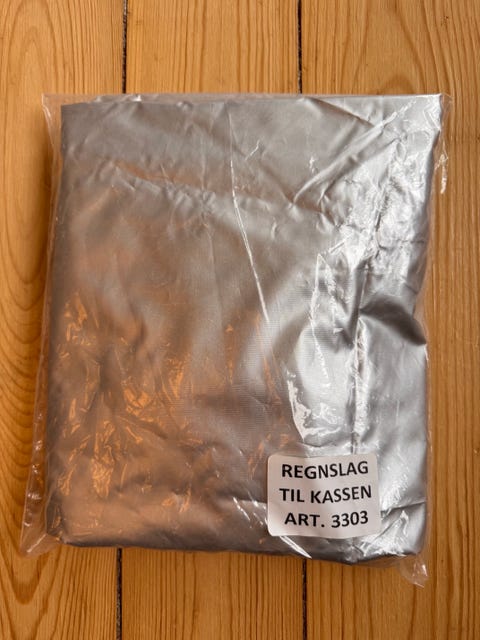 REGNSLAG
TIL KASSEN
ART. 3303